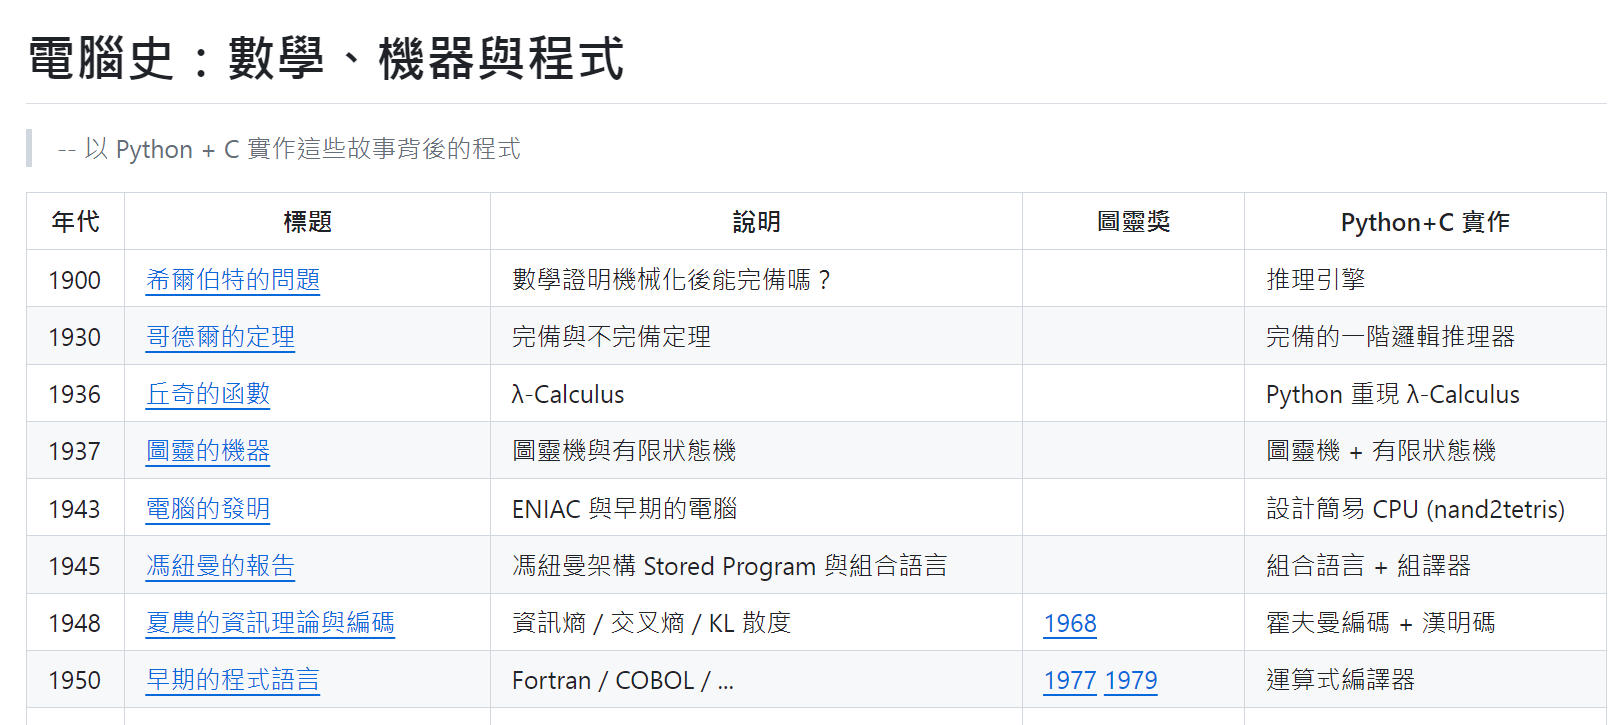 電腦史：數學、機器與程式
-- 以 Python + C 實作這些故事背後的程式
年代 標題 說明 圖靈獎 Python+C 實作
1900 希爾伯特的問題 數學證明機械化後能完備嗎？ 推理引擎
1930 哥德爾的定理 完備與不完備定理 完備的一階邏輯推理器
1936 丘奇的函數 λ-Calculus Python 重現 λ-Calculus
1937 圖靈的機器 圖靈機與有限狀態機 圖靈機 + 有限狀態機
1943 電腦的發明 ENIAC 與早期的電腦 設計簡易 CPU (nand2tetris)
1945 馮紐曼的報告 馮紐曼架構 Stored Program 與組合語言 組合語言 + 組譯器
1948 夏農的資訊理論與編碼 資訊熵 / 交叉熵 / KL 散度 1968 霍夫曼編碼 + 漢明碼
1950 早期的程式語言 Fortran / COBOL / ... 1977 1979 運算式編譯器